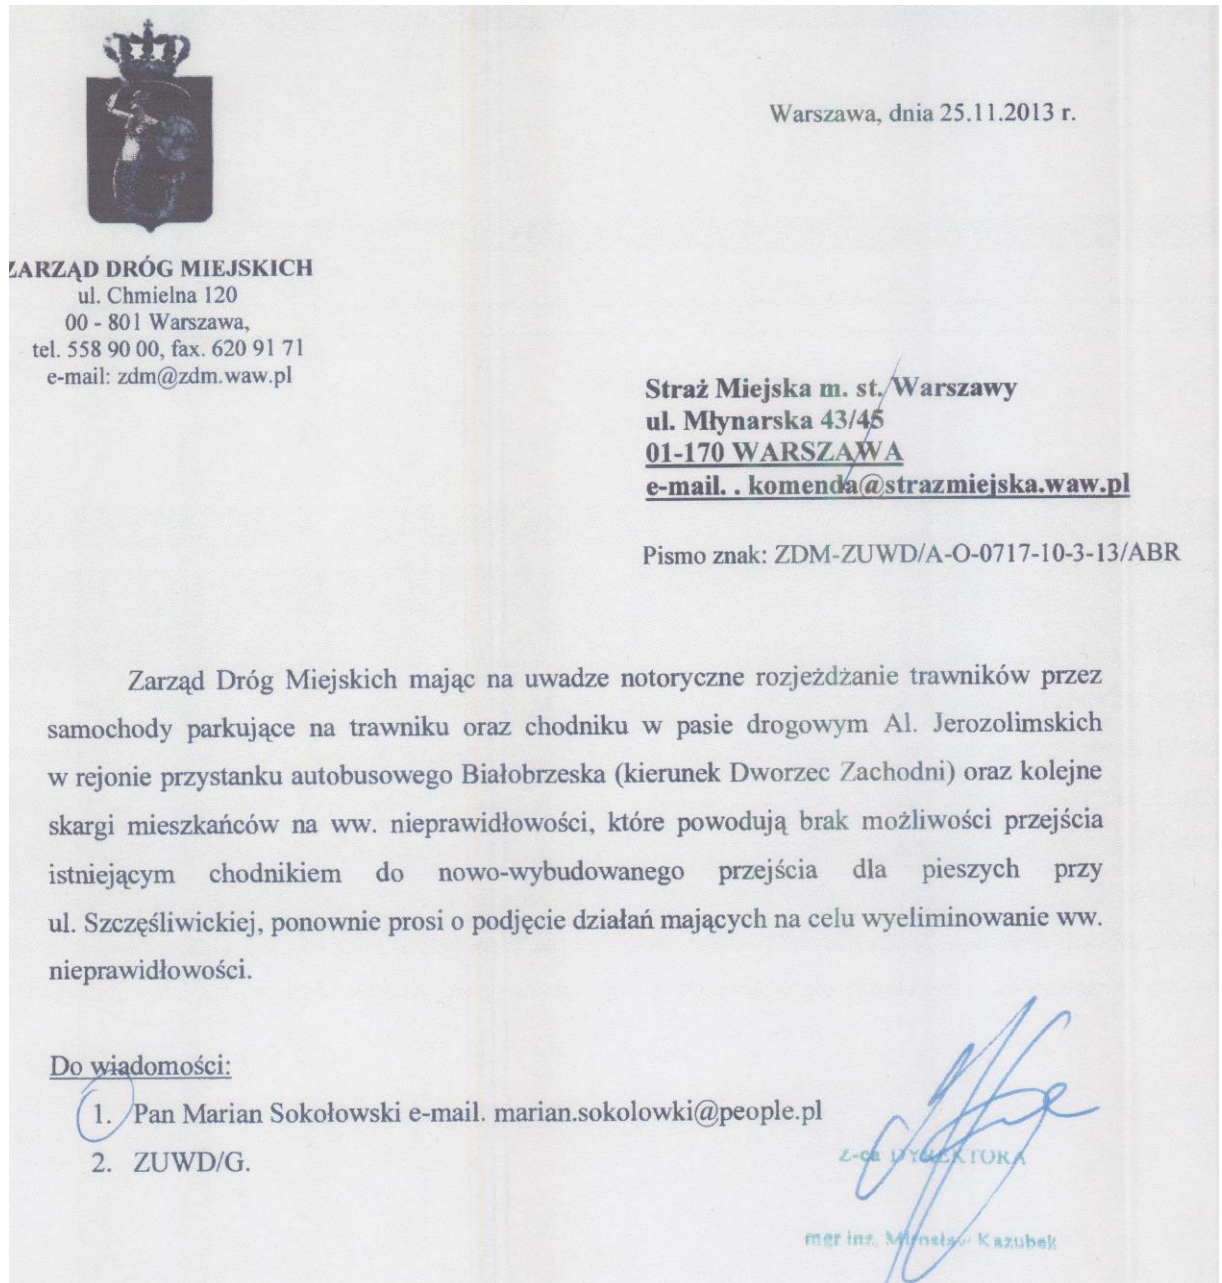 Warszawa, dnia 25.11.2013 r.
ZARZĄD DRÓG MIEJSKICH
ul. Chmielna 120
00 - 801 Warszawa,
tel. 558 90 00, fax. 620 91 71
e-mail: zdm@zdm.waw.pl
Straż Miejska m. st. Warszawy
ul. Młynarska 43/45
01-170 WARSZAWA
e-mail. . komenda@strazmiejska.waw.pl
Pismo znak: ZDM-ZUWD/A-O-0717-10-3-13/ABR
Zarząd Dróg Miejskich mając na uwadze notoryczne rozjeżdżanie trawników przez
samochody parkujące na trawniku oraz chodniku w pasie drogowym Al. Jerozolimskich
w rejonie przystanku autobusowego Białobrzeska (kierunek Dworzec Zachodni) oraz kolejne
skargi mieszkańców na ww. nieprawidłowości, które powodują brak możliwości przejścia
istniejącym chodnikiem do nowo-wybudowanego przejścia dla pieszych przy
ul. Szczęśliwickiej, ponownie prosi o podjęcie działań mających na celu wyeliminowanie ww.
nieprawidłowości.
Do wiadomości:
1. Pan Marian Sokołowski e-mail. marian.sokolowki@people.pl
2. ZUWD/G.
Z-ca DYREKTORA
mgr inż. Mirosław Kazubek